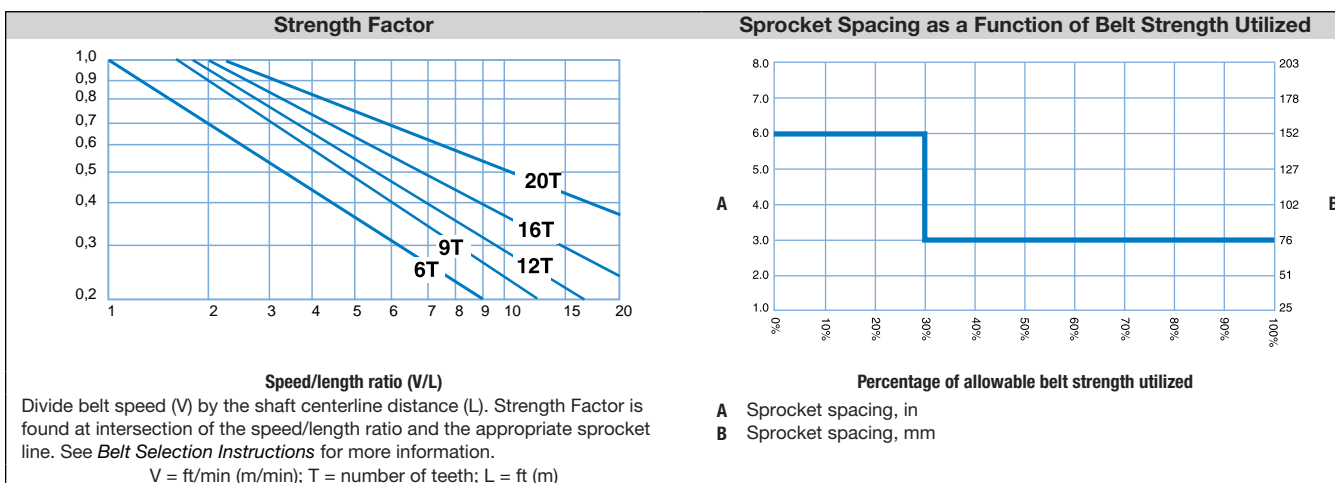 Strength Factor
1,0
0,9
0,8
0,7
0,6
0,5
0,4
0,3
0,2
20T
16T
9T
12T
6T
1 2 3 4 5 6 7 8 9 10 15 20
Speed/length ratio (V/L)
Divide belt speed (V) by the shaft centerline distance (L). Strength Factor is
found at intersection of the speed/length ratio and the appropriate sprocket
line. See Belt Selection Instructions for more information.
V = ft/min (m/min); T = number of teeth; L = ft (m)
Sprocket Spacing as a Function of Belt Strength Utilized
8.0
7.0
6.0
5.0
4.0
3.0
2.0
1.0
A
203
178
152
127
102
76
51
25
B
0% 10% 20% 30% 40% 50% 60% 70% 80% 90% 100%
Percentage of allowable belt strength utilized
A Sprocket spacing, in
B Sprocket spacing, mm